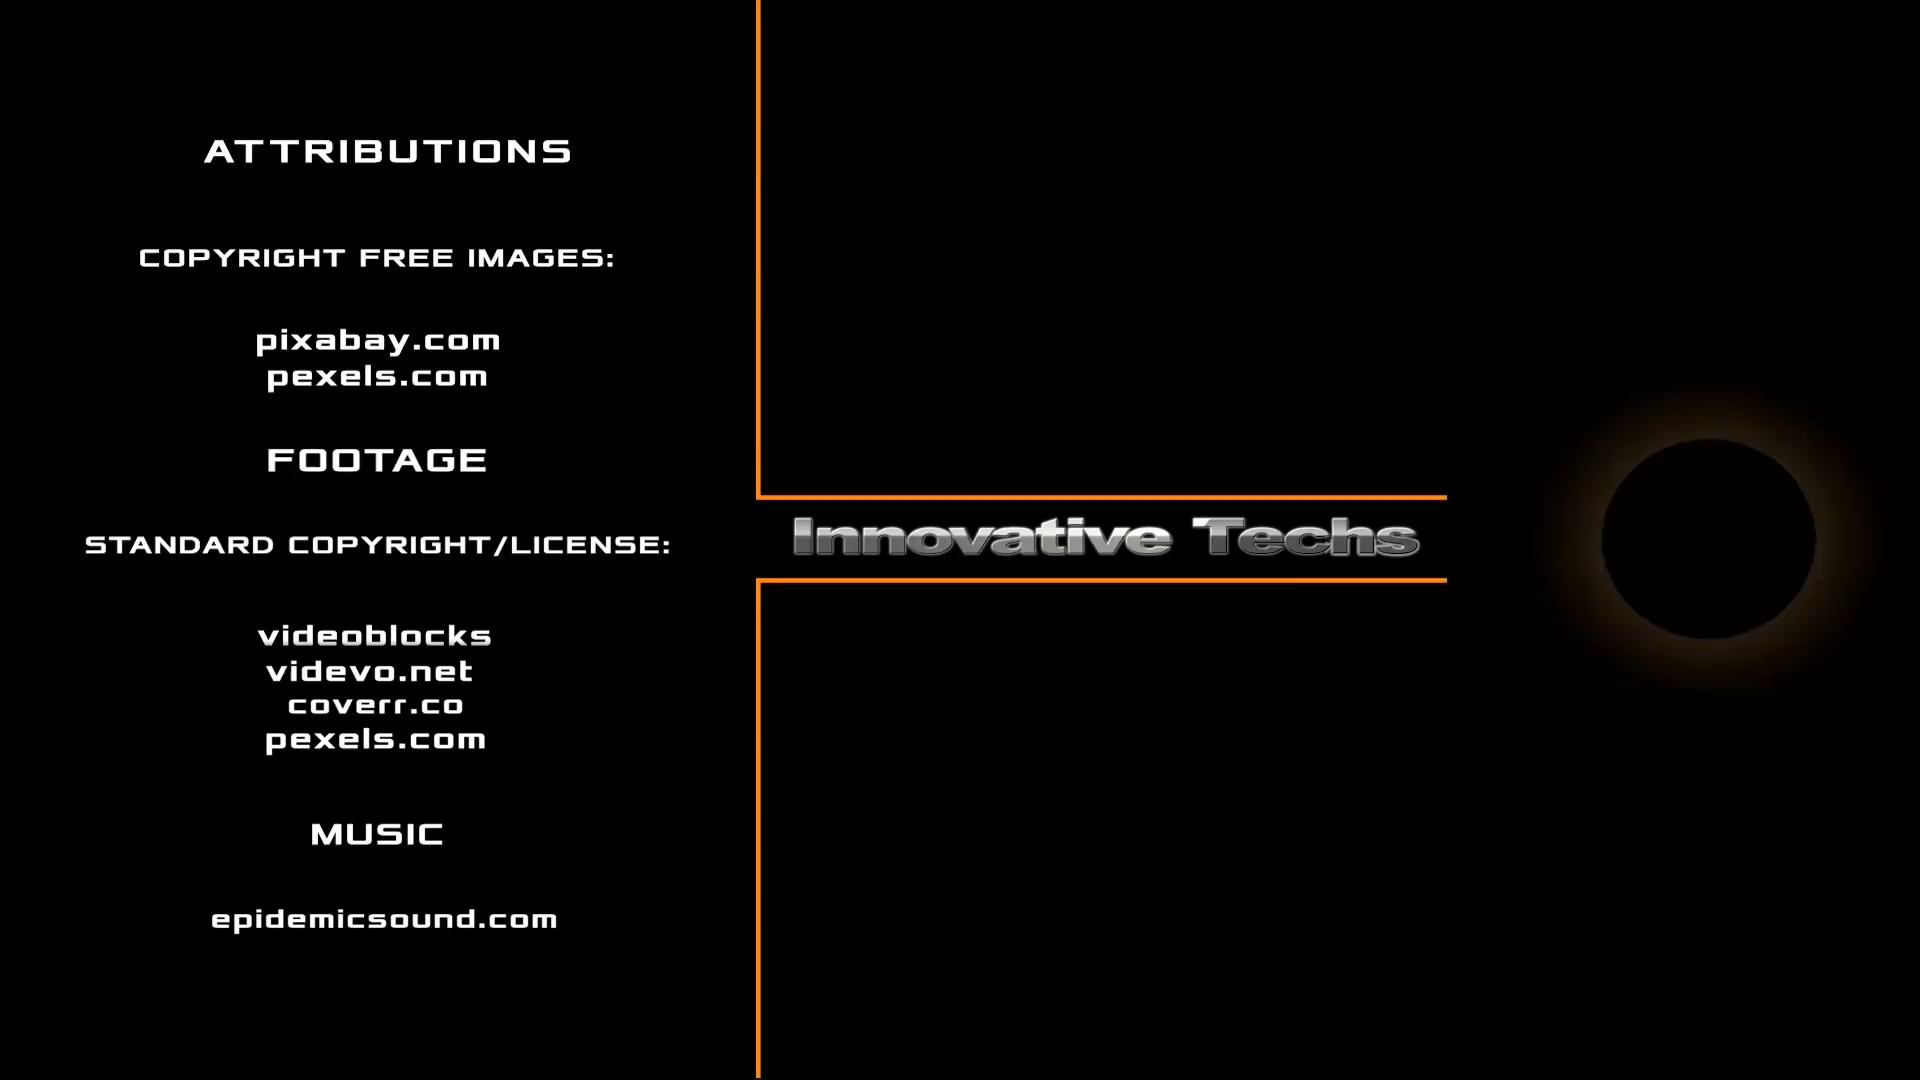 ATTRIBUTIONS
COPYRIGHT FREE IMAGES:
pixabay.com
pexels.com
FOOTAGE
STANDARD COPYRIGHT/LICENSE:
videoblocks
videvo.net
coverr.co
pexels.com
MUSIC
epidemicsound.com
Innovative Techs